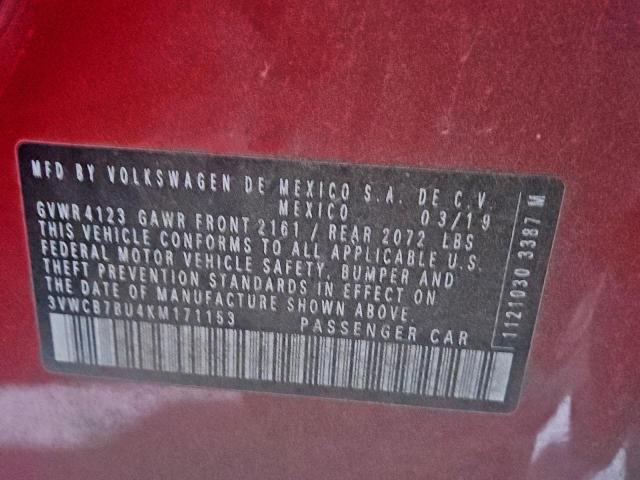 MFD BY VOLKSWAGEN DE MEXICO S.A. DE C.V.
MEXICO 03/19
GVWR 4123 GAWR FRONT 2161 / REAR 2072 LBS
THIS VEHICLE CONFORMS TO ALL APPLICABLE U.S.
FEDERAL MOTOR VEHICLE SAFETY, BUMPER AND
THEFT PREVENTION STANDARDS IN EFFECT ON
THE DATE OF MANUFACTURE SHOWN ABOVE.
3VWCB7BU4KM171153 PASSENGER CAR
1121030 3387 M